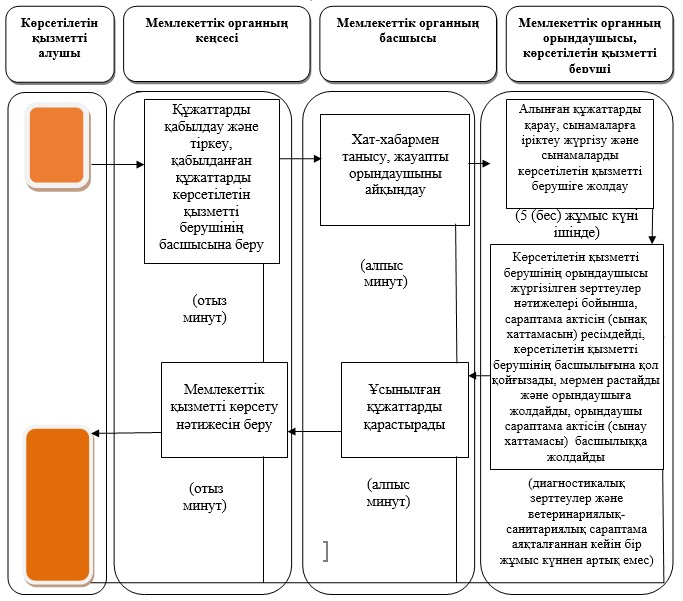 Көрсетілетін
қызметті
алушы
Мемлекеттік органның
кеңсесі
Мемлекеттік органның
басшысы
Мемлекеттік органның
орындаушысы,
көрсетілетін қызметті
беруші
Құжаттарды
қабылдау және
тіркеу,
қабылданған
құжаттарды
көрсетілетін
қызметті
берушінің
басшысына беру
(отыз
минут)
Хат-хабармен
танысу, жауапты
орындаушыны
айқындау
(алпыс
минут)
Алынған құжаттарды
қарау, сынамаларға
іріктеу жүргізу және
сынамаларды
көрсетілетін қызметті
берушіге жолдау
(5 (бес) жұмыс күні
ішінде)
Көрсетілетін қызметті
берушінің орындаушысы
жүргізілген зерттеулер
нәтижелері бойынша,
сараптама актісін (сынақ
хаттамасын) ресімдейді,
көрсетілетін қызметті
берушінің басшылығына қол
қойғызады, мөрмен растайды
және орындаушыға
жолдайды, орындаушы
сараптама актісін (сынау
хаттамасы) басшылыққа
жолдайды
(диагностикалық
зерттеулер және
ветеринариялық-
санитариялық сараптама
аяқталғаннан кейін бір
жұмыс күннен артық емес)
Ұсынылған
құжаттарды
қарастырады
(алпыс
минут)
Мемлекеттік
қызметті көрсету
нәтижесін беру
(отыз
минут)
]